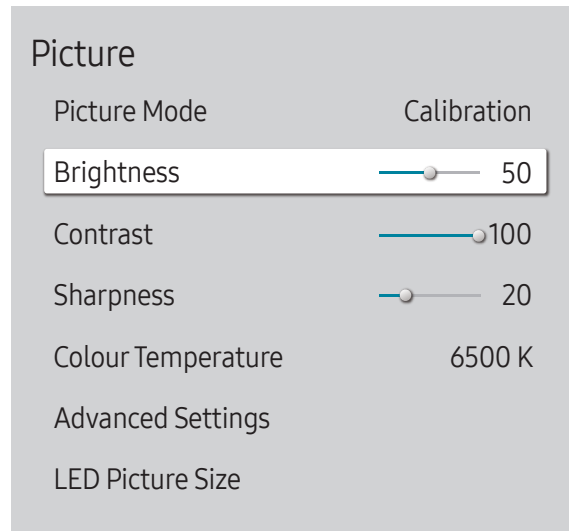 Picture
Picture Mode Calibration
Brightness 50
Contrast 100
Sharpness 20
Colour Temperature 6500 K
Advanced Settings
LED Picture Size